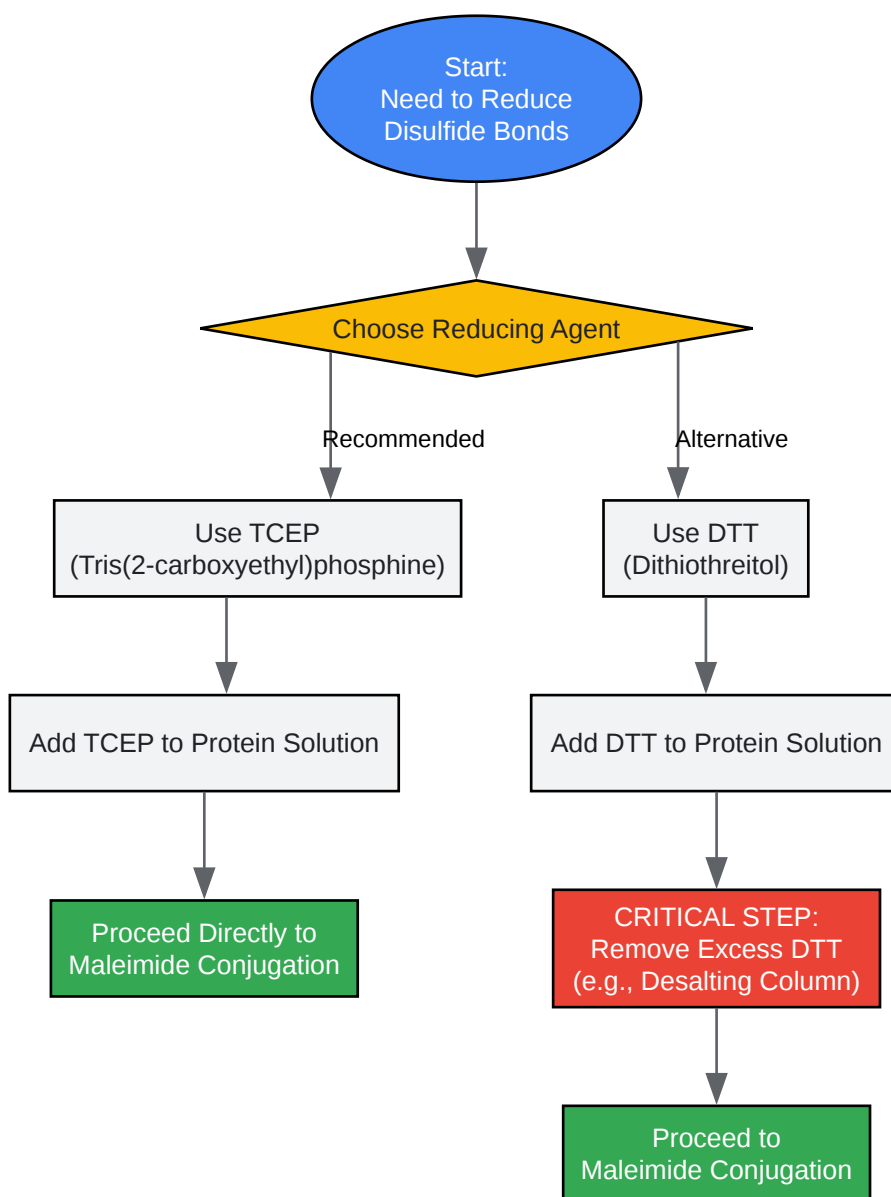 Start:
Need to Reduce
Disulfide Bonds
Choose Reducing Agent
Recommended
Alternative
Use TCEP
(Tris(2-carboxyethyl)phosphine)
Use DTT
(Dithiothreitol)
Add TCEP to Protein Solution
Add DTT to Protein Solution
Proceed Directly to
Maleimide Conjugation
CRITICAL STEP:
Remove Excess DTT
(e.g., Desalting Column)
Proceed to
Maleimide Conjugation